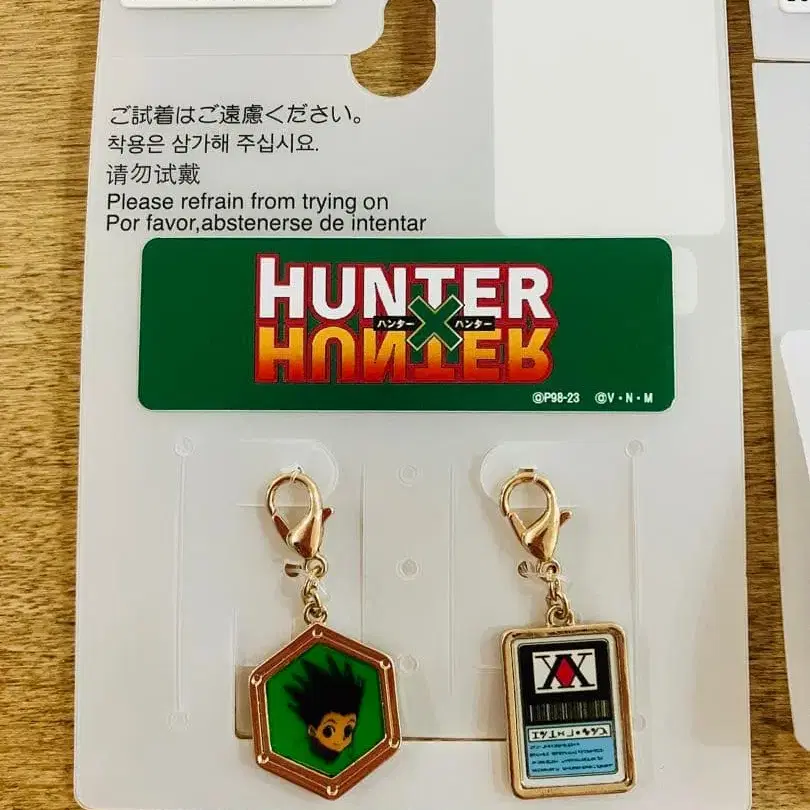 ご試着はご遠慮ください。
착용은 삼가해 주십시요.
请勿试戴
Please refrain from trying on
Por favor,abstenerse de intentar
HUNTER
ハンター × ハンター
HUNTER
@P98-23 @V・N・M